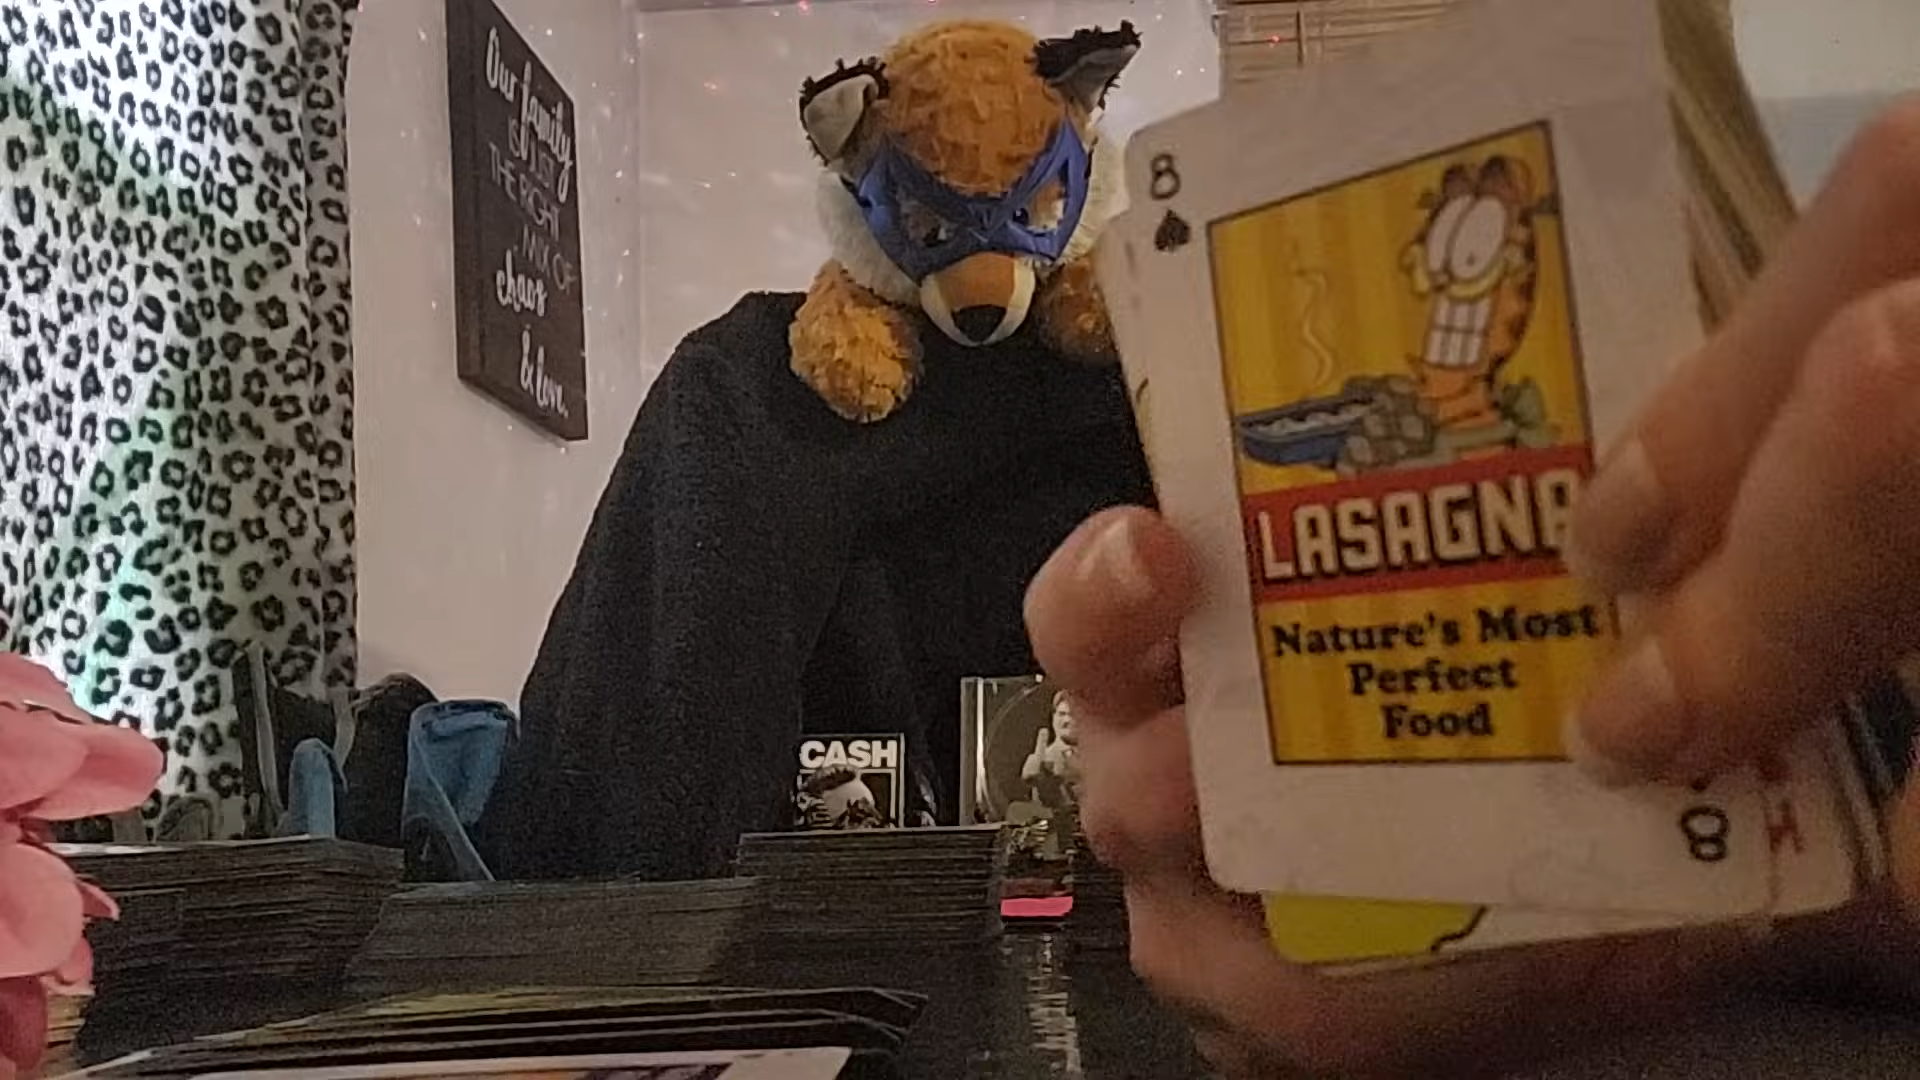 Our family
IS JUST
THE RIGHT
MIX OF
chaos
& love.
8
LASAGNA
Nature's Most
Perfect
Food
8
CASH